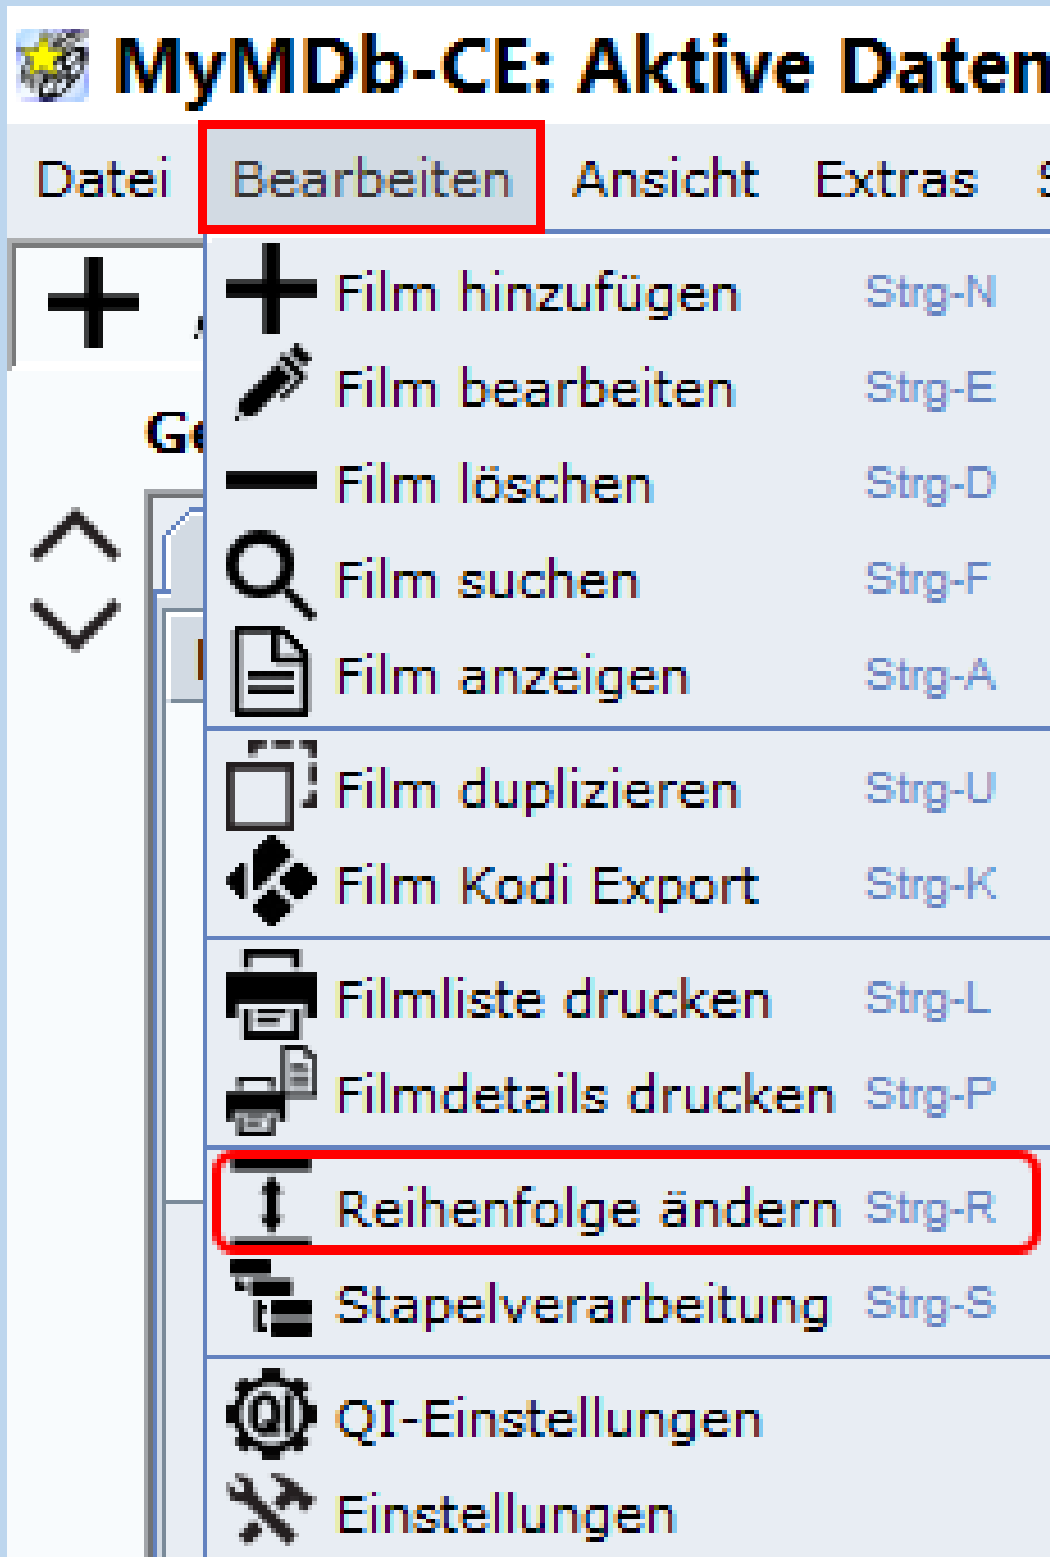 MyMDb-CE: Aktive Daten
Datei Bearbeiten Ansicht Extras
Film hinzufügen Strg-N
Film bearbeiten Strg-E
Film löschen Strg-D
Film suchen Strg-F
Film anzeigen Strg-A
Film duplizieren Strg-U
Film Kodi Export Strg-K
Filmliste drucken Strg-L
Filmdetails drucken Strg-P
Reihenfolge ändern Strg-R
Stapelverarbeitung Strg-S
QI QI-Einstellungen
Einstellungen